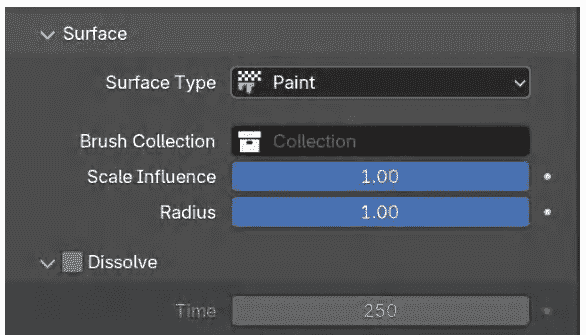 Surface
Surface Type Paint
Brush Collection Collection
Scale Influence 1.00
Radius 1.00
Dissolve
Time 250